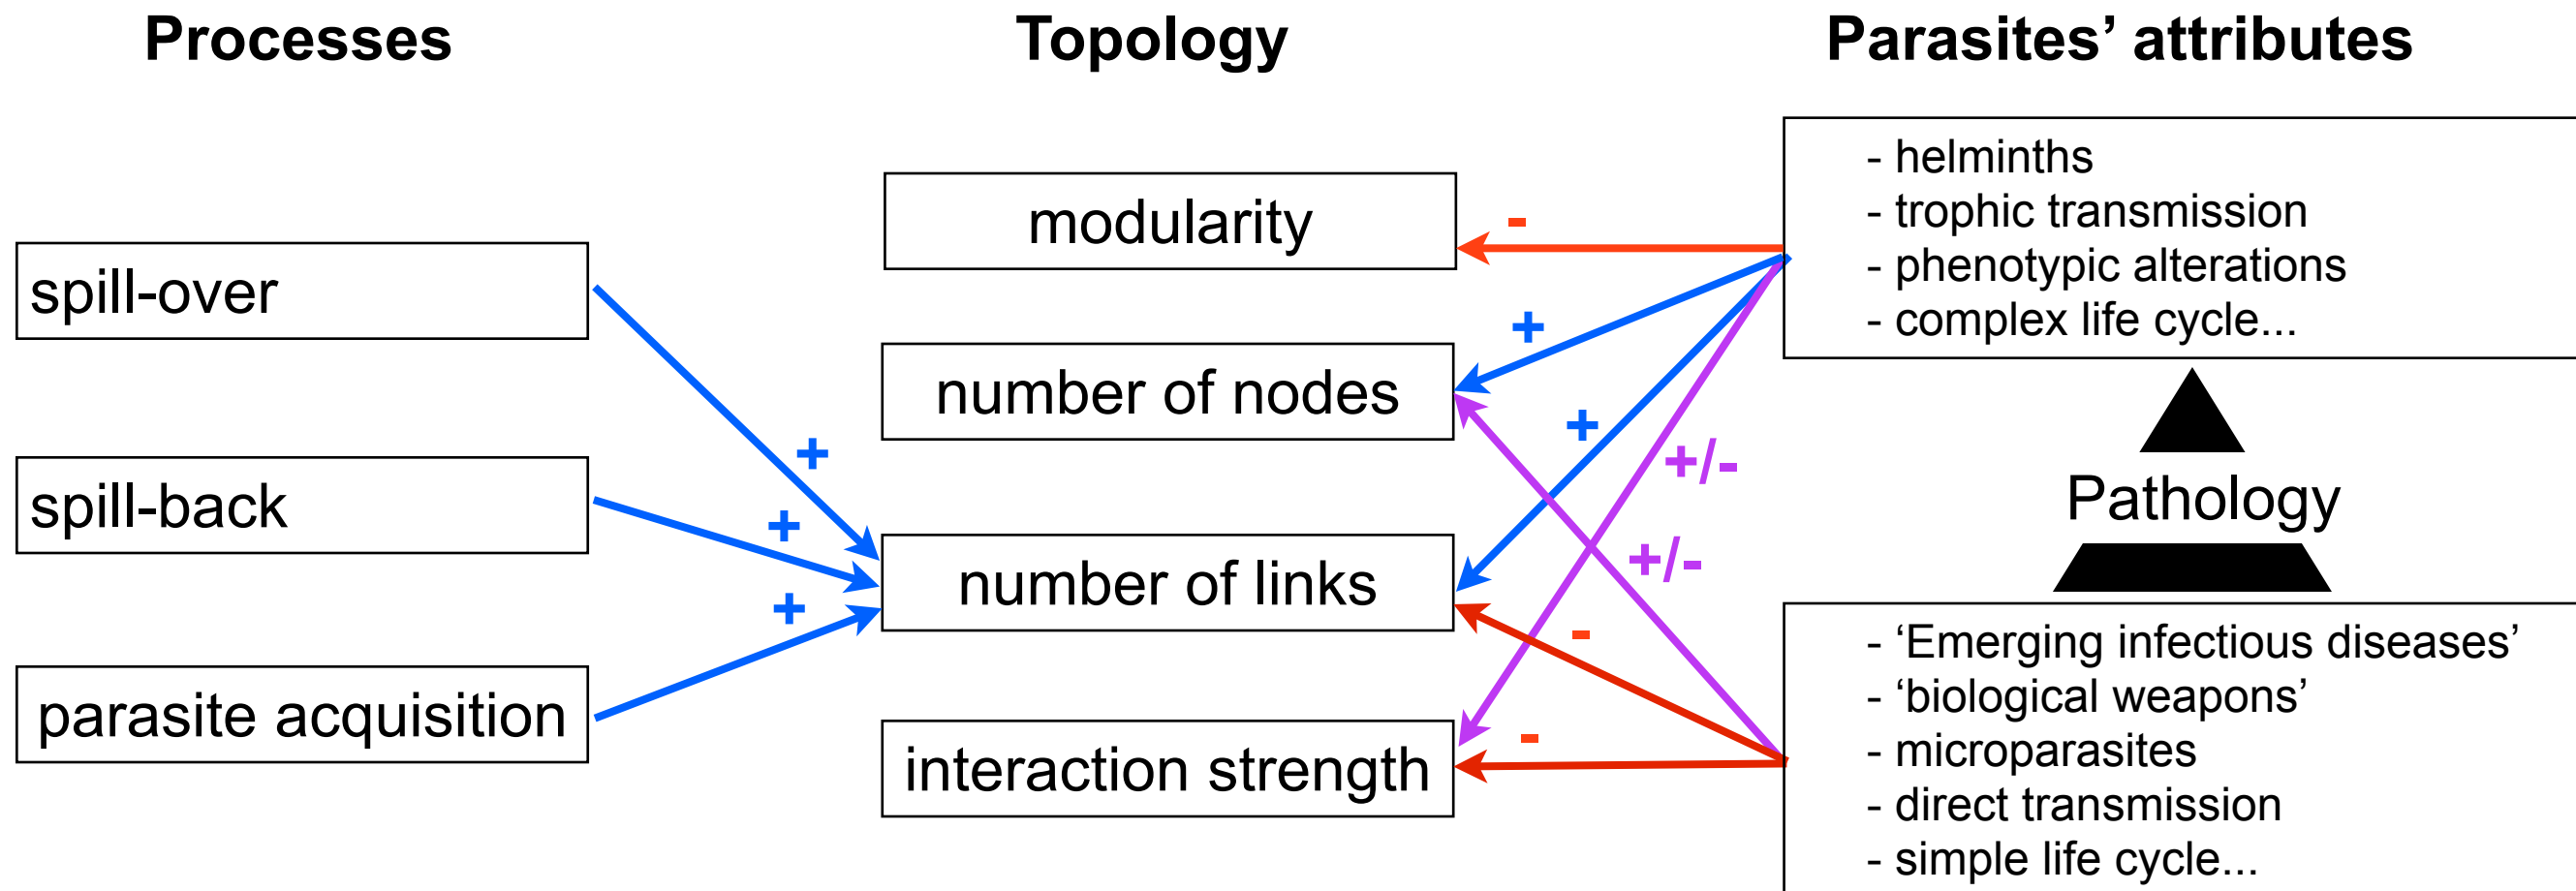 Processes
Topology
Parasites’ attributes
spill-over
spill-back
parasite acquisition
+
+
+
modularity
number of nodes
number of links
interaction strength
-
+
+
+/-
+/-
-
-
- helminths
- trophic transmission
- phenotypic alterations
- complex life cycle...
Pathology
- ‘Emerging infectious diseases’
- ‘biological weapons’
- microparasites
- direct transmission
- simple life cycle...